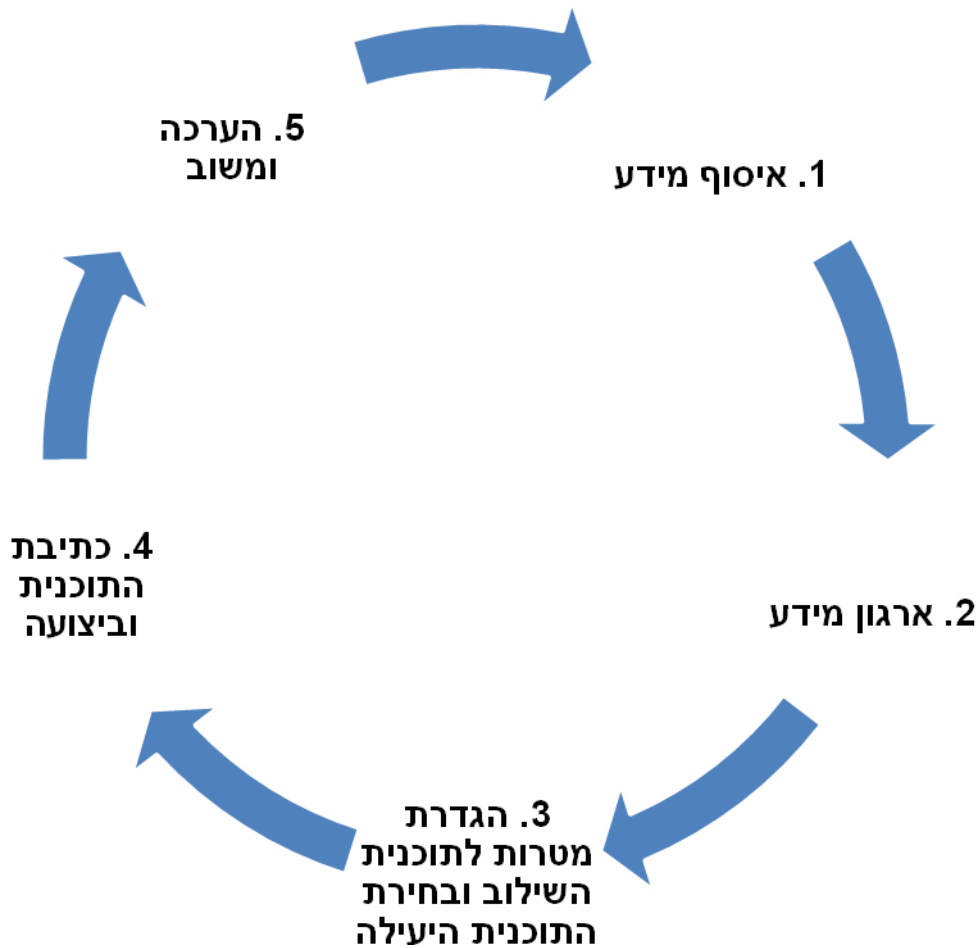 1. איסוף מידע
2. ארגון מידע
3. הגדרת
מטרות לתוכנית
השילוב ובחירת
התוכנית היעילה
4. כתיבת
התוכנית
וביצועה
5. הערכה
ומשוב